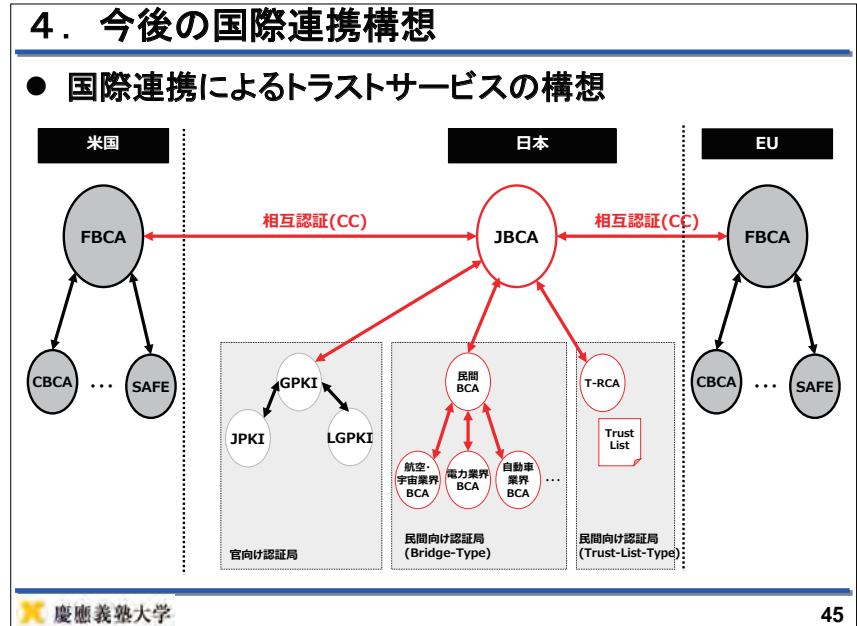 ４．今後の国際連携構想
● 国際連携によるトラストサービスの構想
米国
日本
EU
FBCA
相互認証(CC)
JBCA
相互認証(CC)
FBCA
CBCA
...
SAFE
CBCA
...
SAFE
GPKI
JPKI
LGPKI
官向け認証局
民間
BCA
航空・
宇宙業界
BCA
電力業界
BCA
自動車
業界
BCA
...
民間向け認証局
(Bridge-Type)
T-RCA
Trust
List
民間向け認証局
(Trust-List-Type)
慶應義塾大学
45